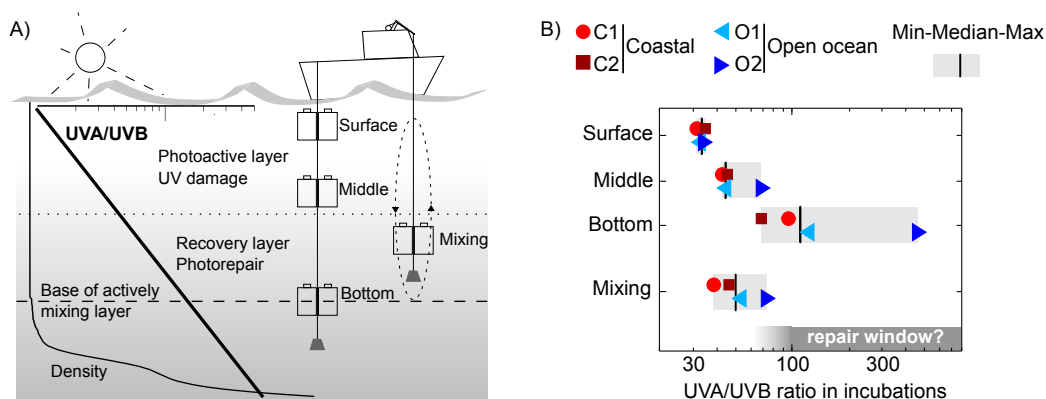 A)
UVA/UVB
Photoactive layer
UV damage
Surface
Middle
Recovery layer
Photorepair
Mixing
Base of actively
mixing layer
Bottom
Density
B)
C1
C2
Coastal
O1
O2
Open ocean
Min-Median-Max
Surface
Middle
Bottom
Mixing
repair window?
30 100 300
UVA/UVB ratio in incubations